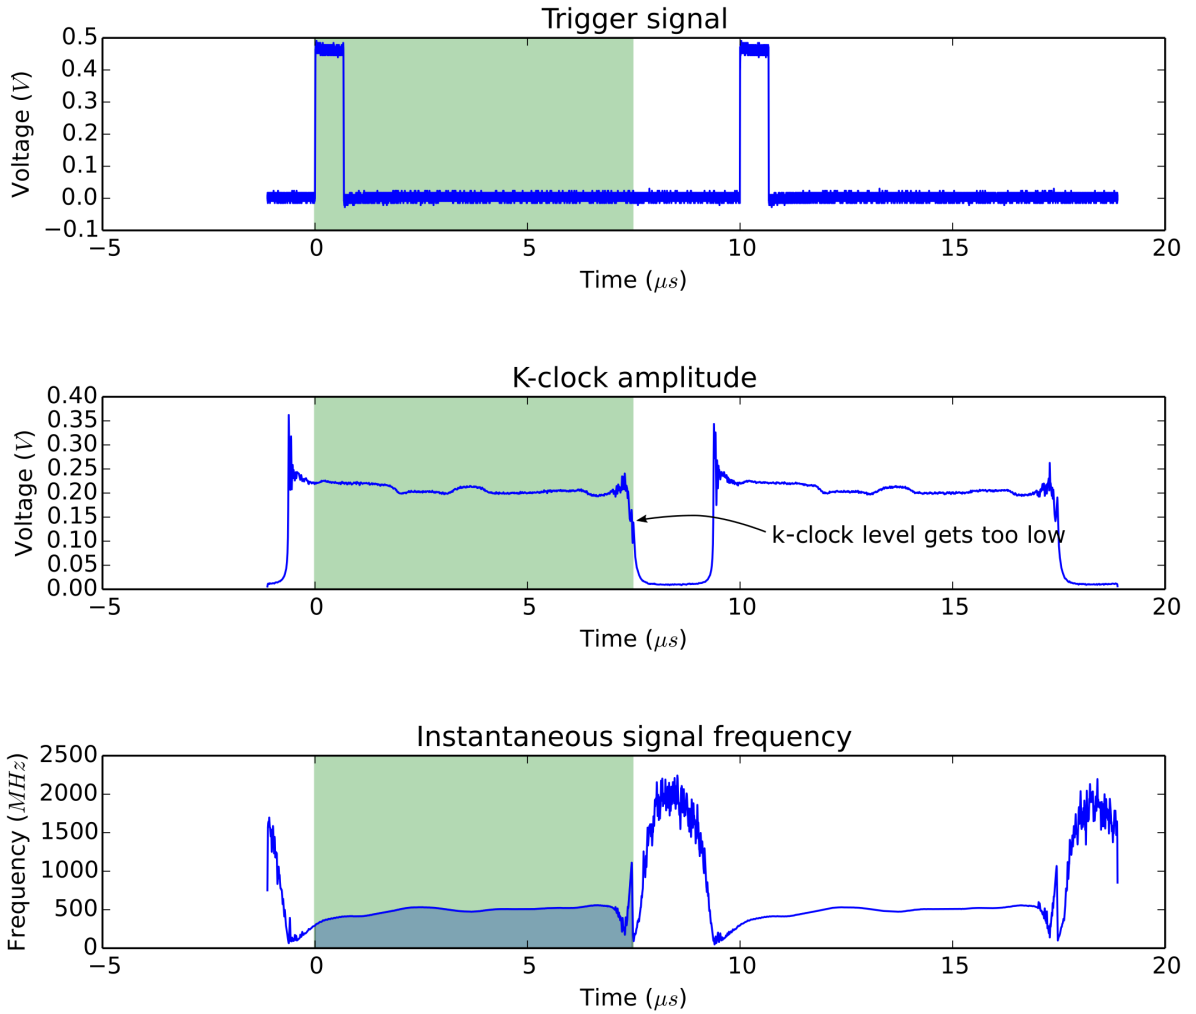 Trigger signal
0.5
0.4
0.3
0.2
0.1
0.0
−0.1
Voltage (V)
−5 0 5 10 15 20
Time (μs)
K-clock amplitude
0.40
0.35
0.30
0.25
0.20
0.15
0.10
0.05
0.00
Voltage (V)
k-clock level gets too low
−5 0 5 10 15 20
Time (μs)
Instantaneous signal frequency
2500
2000
1500
1000
500
0
Frequency (MHz)
−5 0 5 10 15 20
Time (μs)